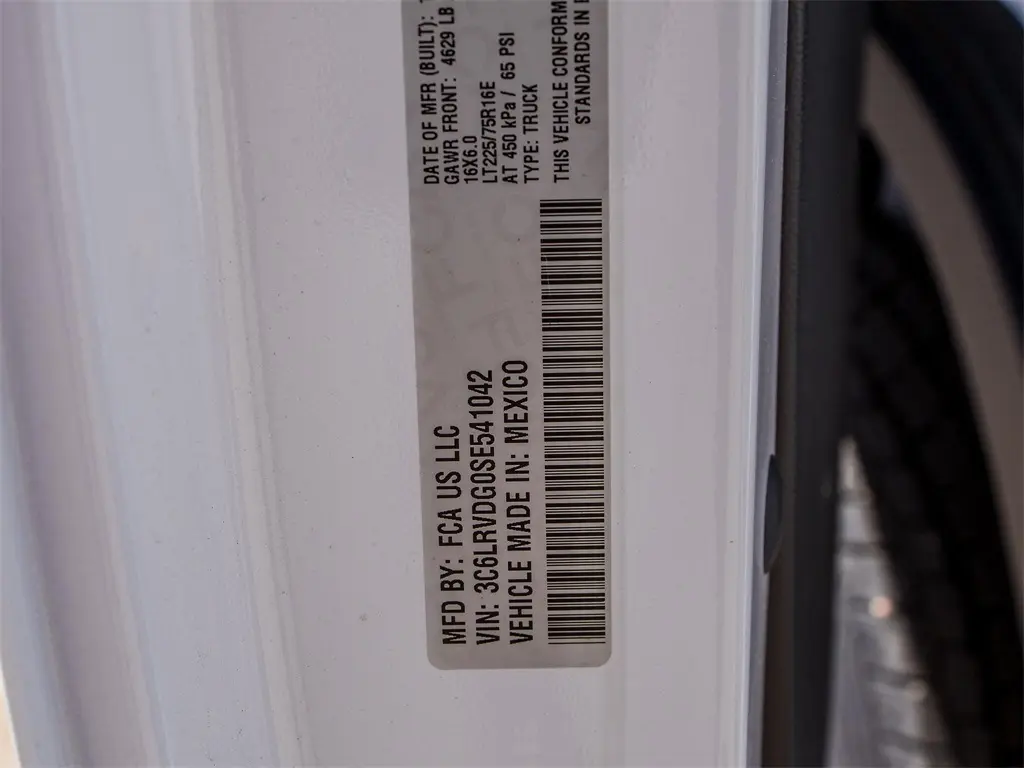 MFD BY: FCA US LLC
VIN: 3C6LRVDG0SE541042
VEHICLE MADE IN: MEXICO
DATE OF MFR (BUILT):
GAWR FRONT: 4629 LB
16X6.0
LT225/75R16E
AT 450 KPa / 65 PSI
TYPE: TRUCK
THIS VEHICLE CONFORM
STANDARDS IN